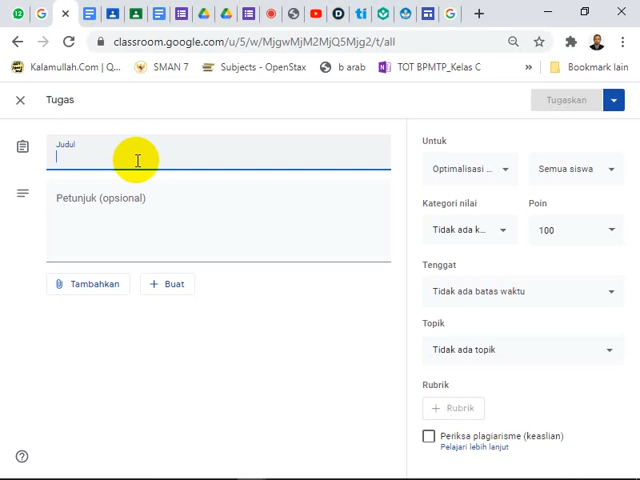 classroom.google.com/u/5/w/MjgwMjM2MjQ5Mjg2/t/all
Kalamullah.Com | Q...
SMAN 7
Subjects - OpenStax
b arab
TOT BPMTP_Kelas C
»
Bookmark lain
Tugas
Tugaskan
Judul
Petunjuk (opsional)
Tambahkan
+ Buat
Untuk
Optimalisasi ...
Semua siswa
Kategori nilai
Poin
Tidak ada k...
100
Tenggat
Tidak ada batas waktu
Topik
Tidak ada topik
Rubrik
+ Rubrik
Periksa plagiarisme (keaslian)
Pelajari lebih lanjut